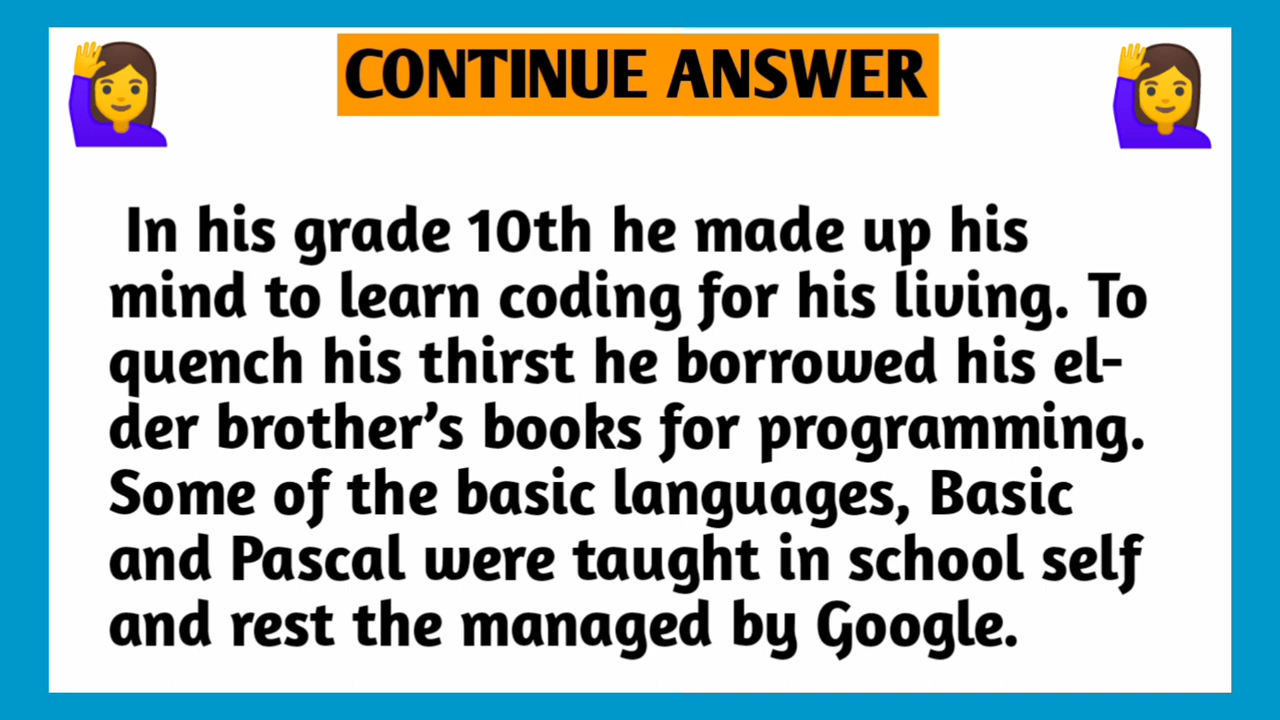 CONTINUE ANSWER
In his grade 10th he made up his
mind to learn coding for his living. To
quench his thirst he borrowed his el-
der brother's books for programming.
Some of the basic languages, Basic
and Pascal were taught in school self
and rest the managed by Google.